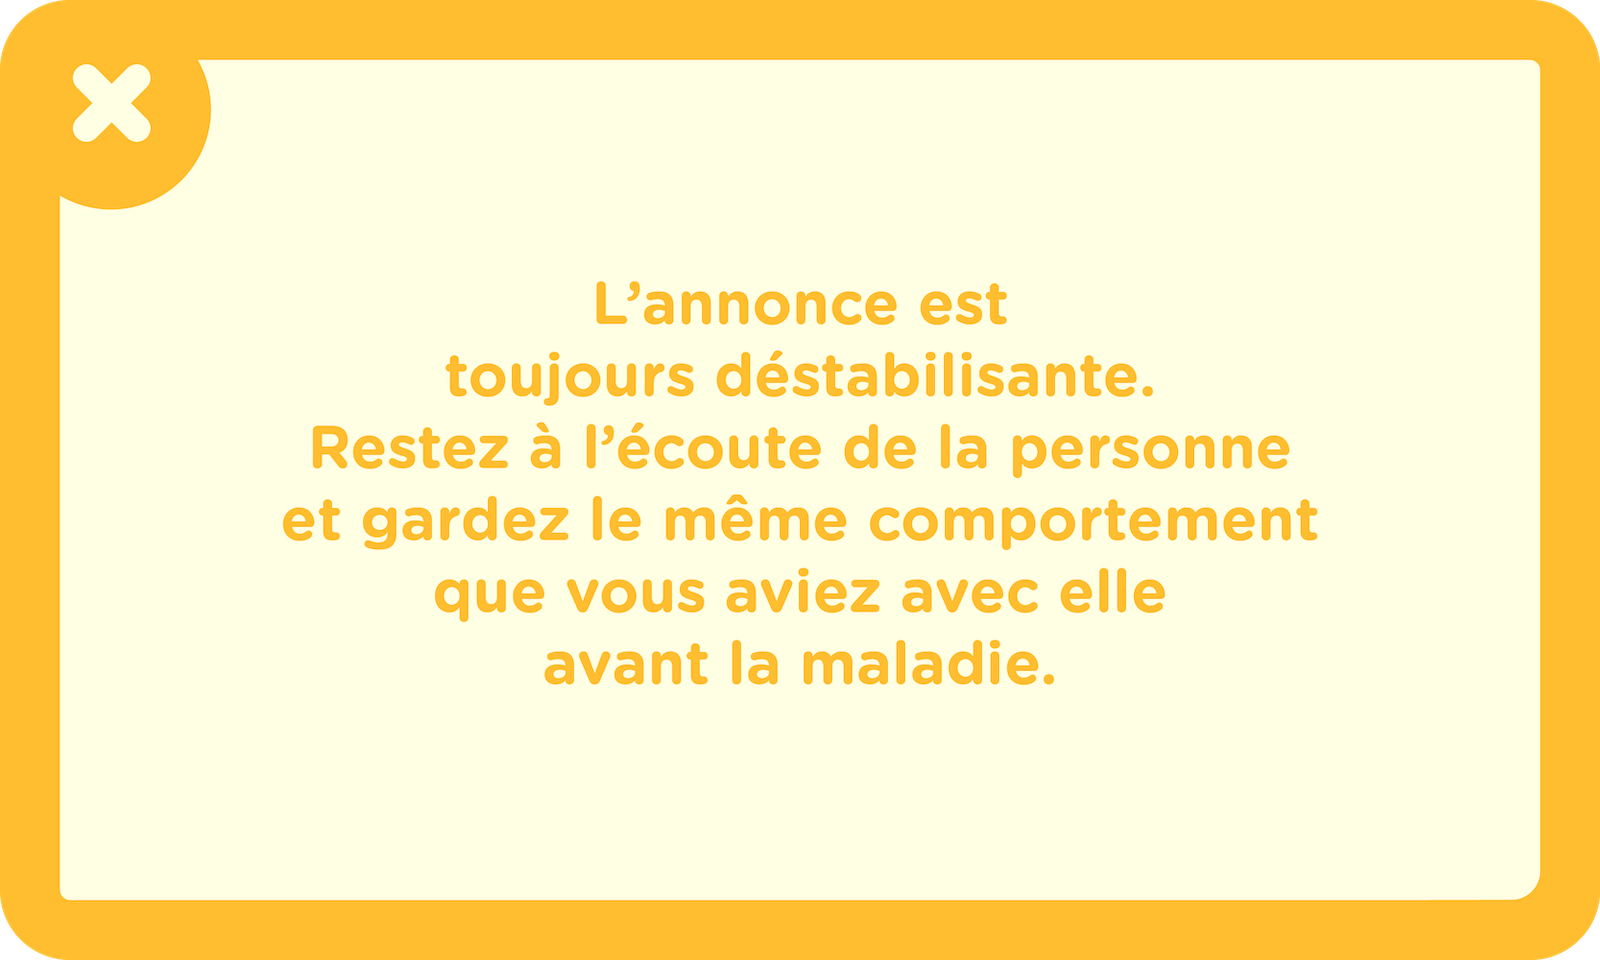 L’annonce est
toujours déstabilisante.
Restez à l’écoute de la personne
et gardez le même comportement
que vous aviez avec elle
avant la maladie.